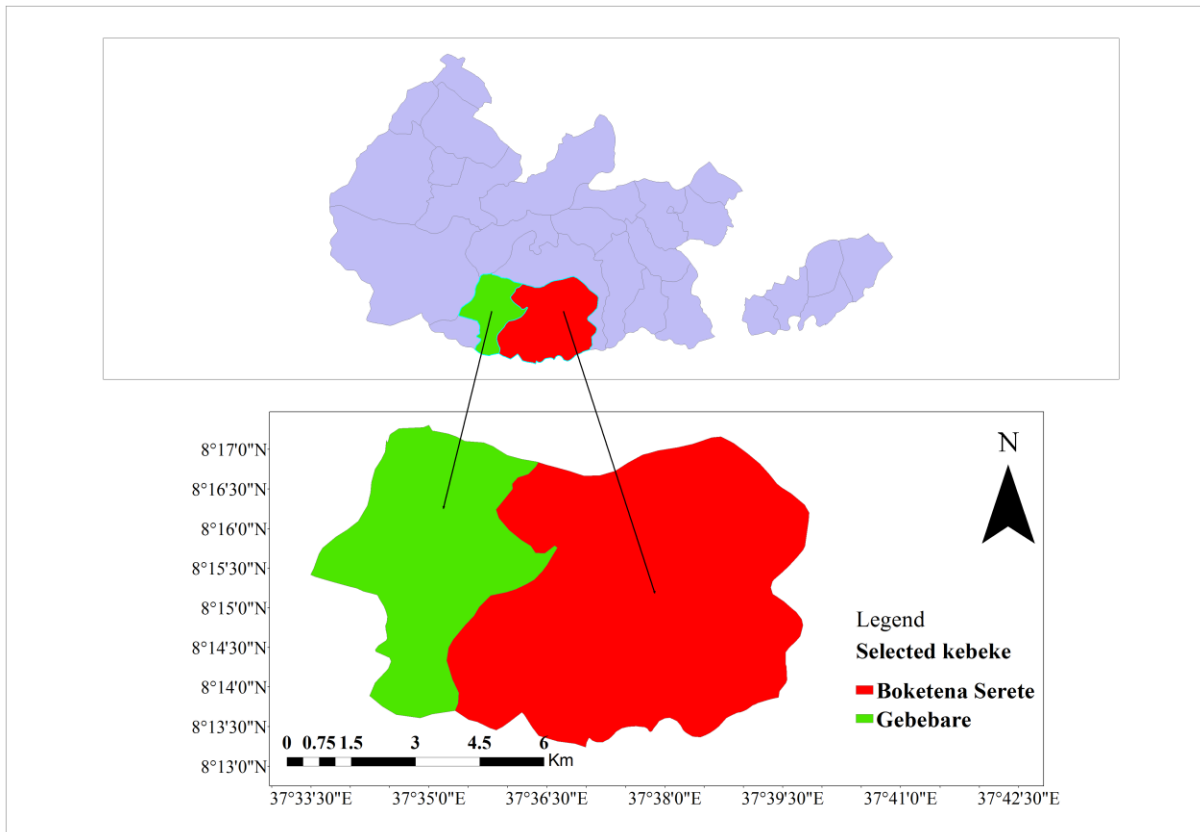 8°17'0"N
8°16'30"N
8°16'0"N
8°15'30"N
8°15'0"N
8°14'30"N
8°14'0"N
8°13'30"N
8°13'0"N
N
Legend
Selected kebeke
Boketena Serete
Gebebare
0 0.75 1.5 3 4.5 6
Km
37°33'30"E 37°35'0"E 37°36'30"E 37°38'0"E 37°39'30"E 37°41'0"E 37°42'30"E